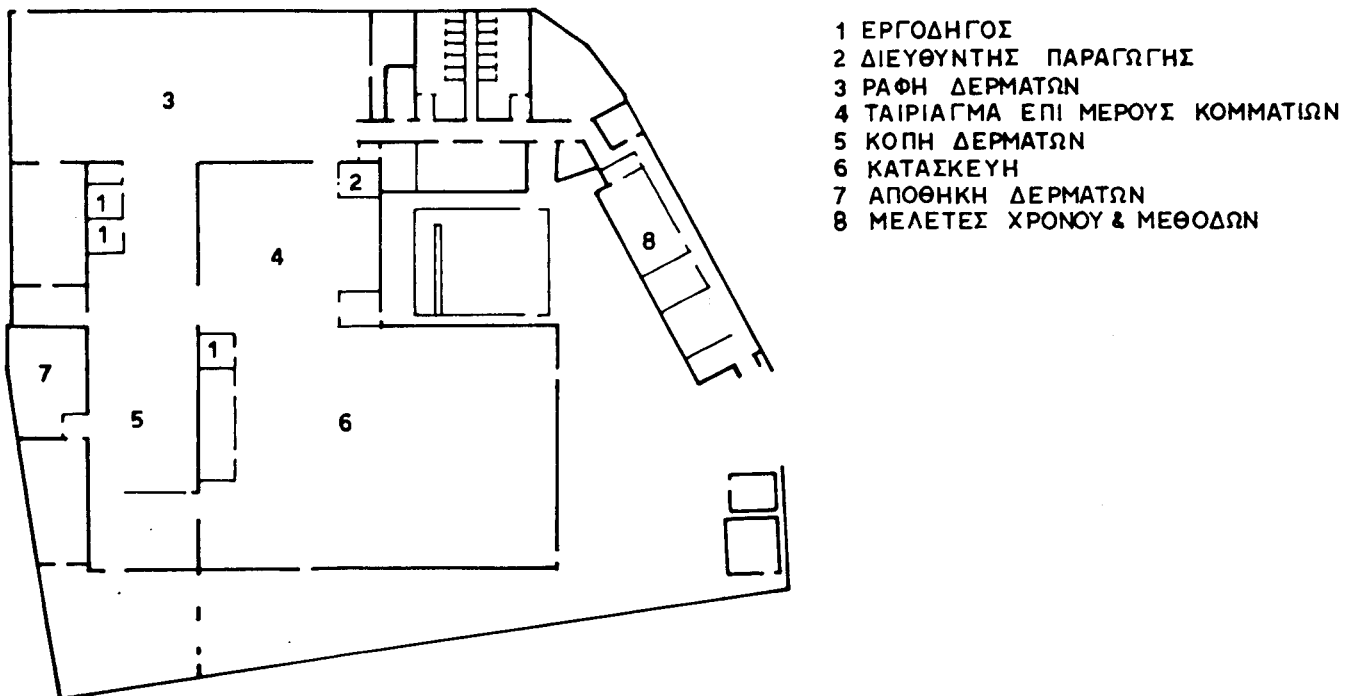 1 ΕΡΓΟΔΗΓΟΣ
2 ΔΙΕΥΘΥΝΤΗΣ ΠΑΡΑΓΩΓΗΣ
3 ΡΑΦΗ ΔΕΡΜΑΤΩΝ
4 ΤΑΙΡΙΑΓΜΑ ΕΠΙ ΜΕΡΟΥΣ ΚΟΜΜΑΤΙΩΝ
5 ΚΟΠΗ ΔΕΡΜΑΤΩΝ
6 ΚΑΤΑΣΚΕΥΗ
7 ΑΠΟΘΗΚΗ ΔΕΡΜΑΤΩΝ
8 ΜΕΛΕΤΕΣ ΧΡΟΝΟΥ & ΜΕΘΟΔΩΝ
3
2
1
1
4
8
1
7
5
6